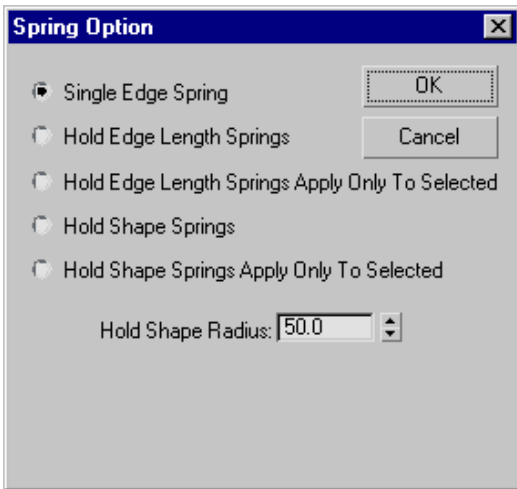 Spring Option
Single Edge Spring
OK
Hold Edge Length Springs
Cancel
Hold Edge Length Springs Apply Only To Selected
Hold Shape Springs
Hold Shape Springs Apply Only To Selected
Hold Shape Radius: 50.0